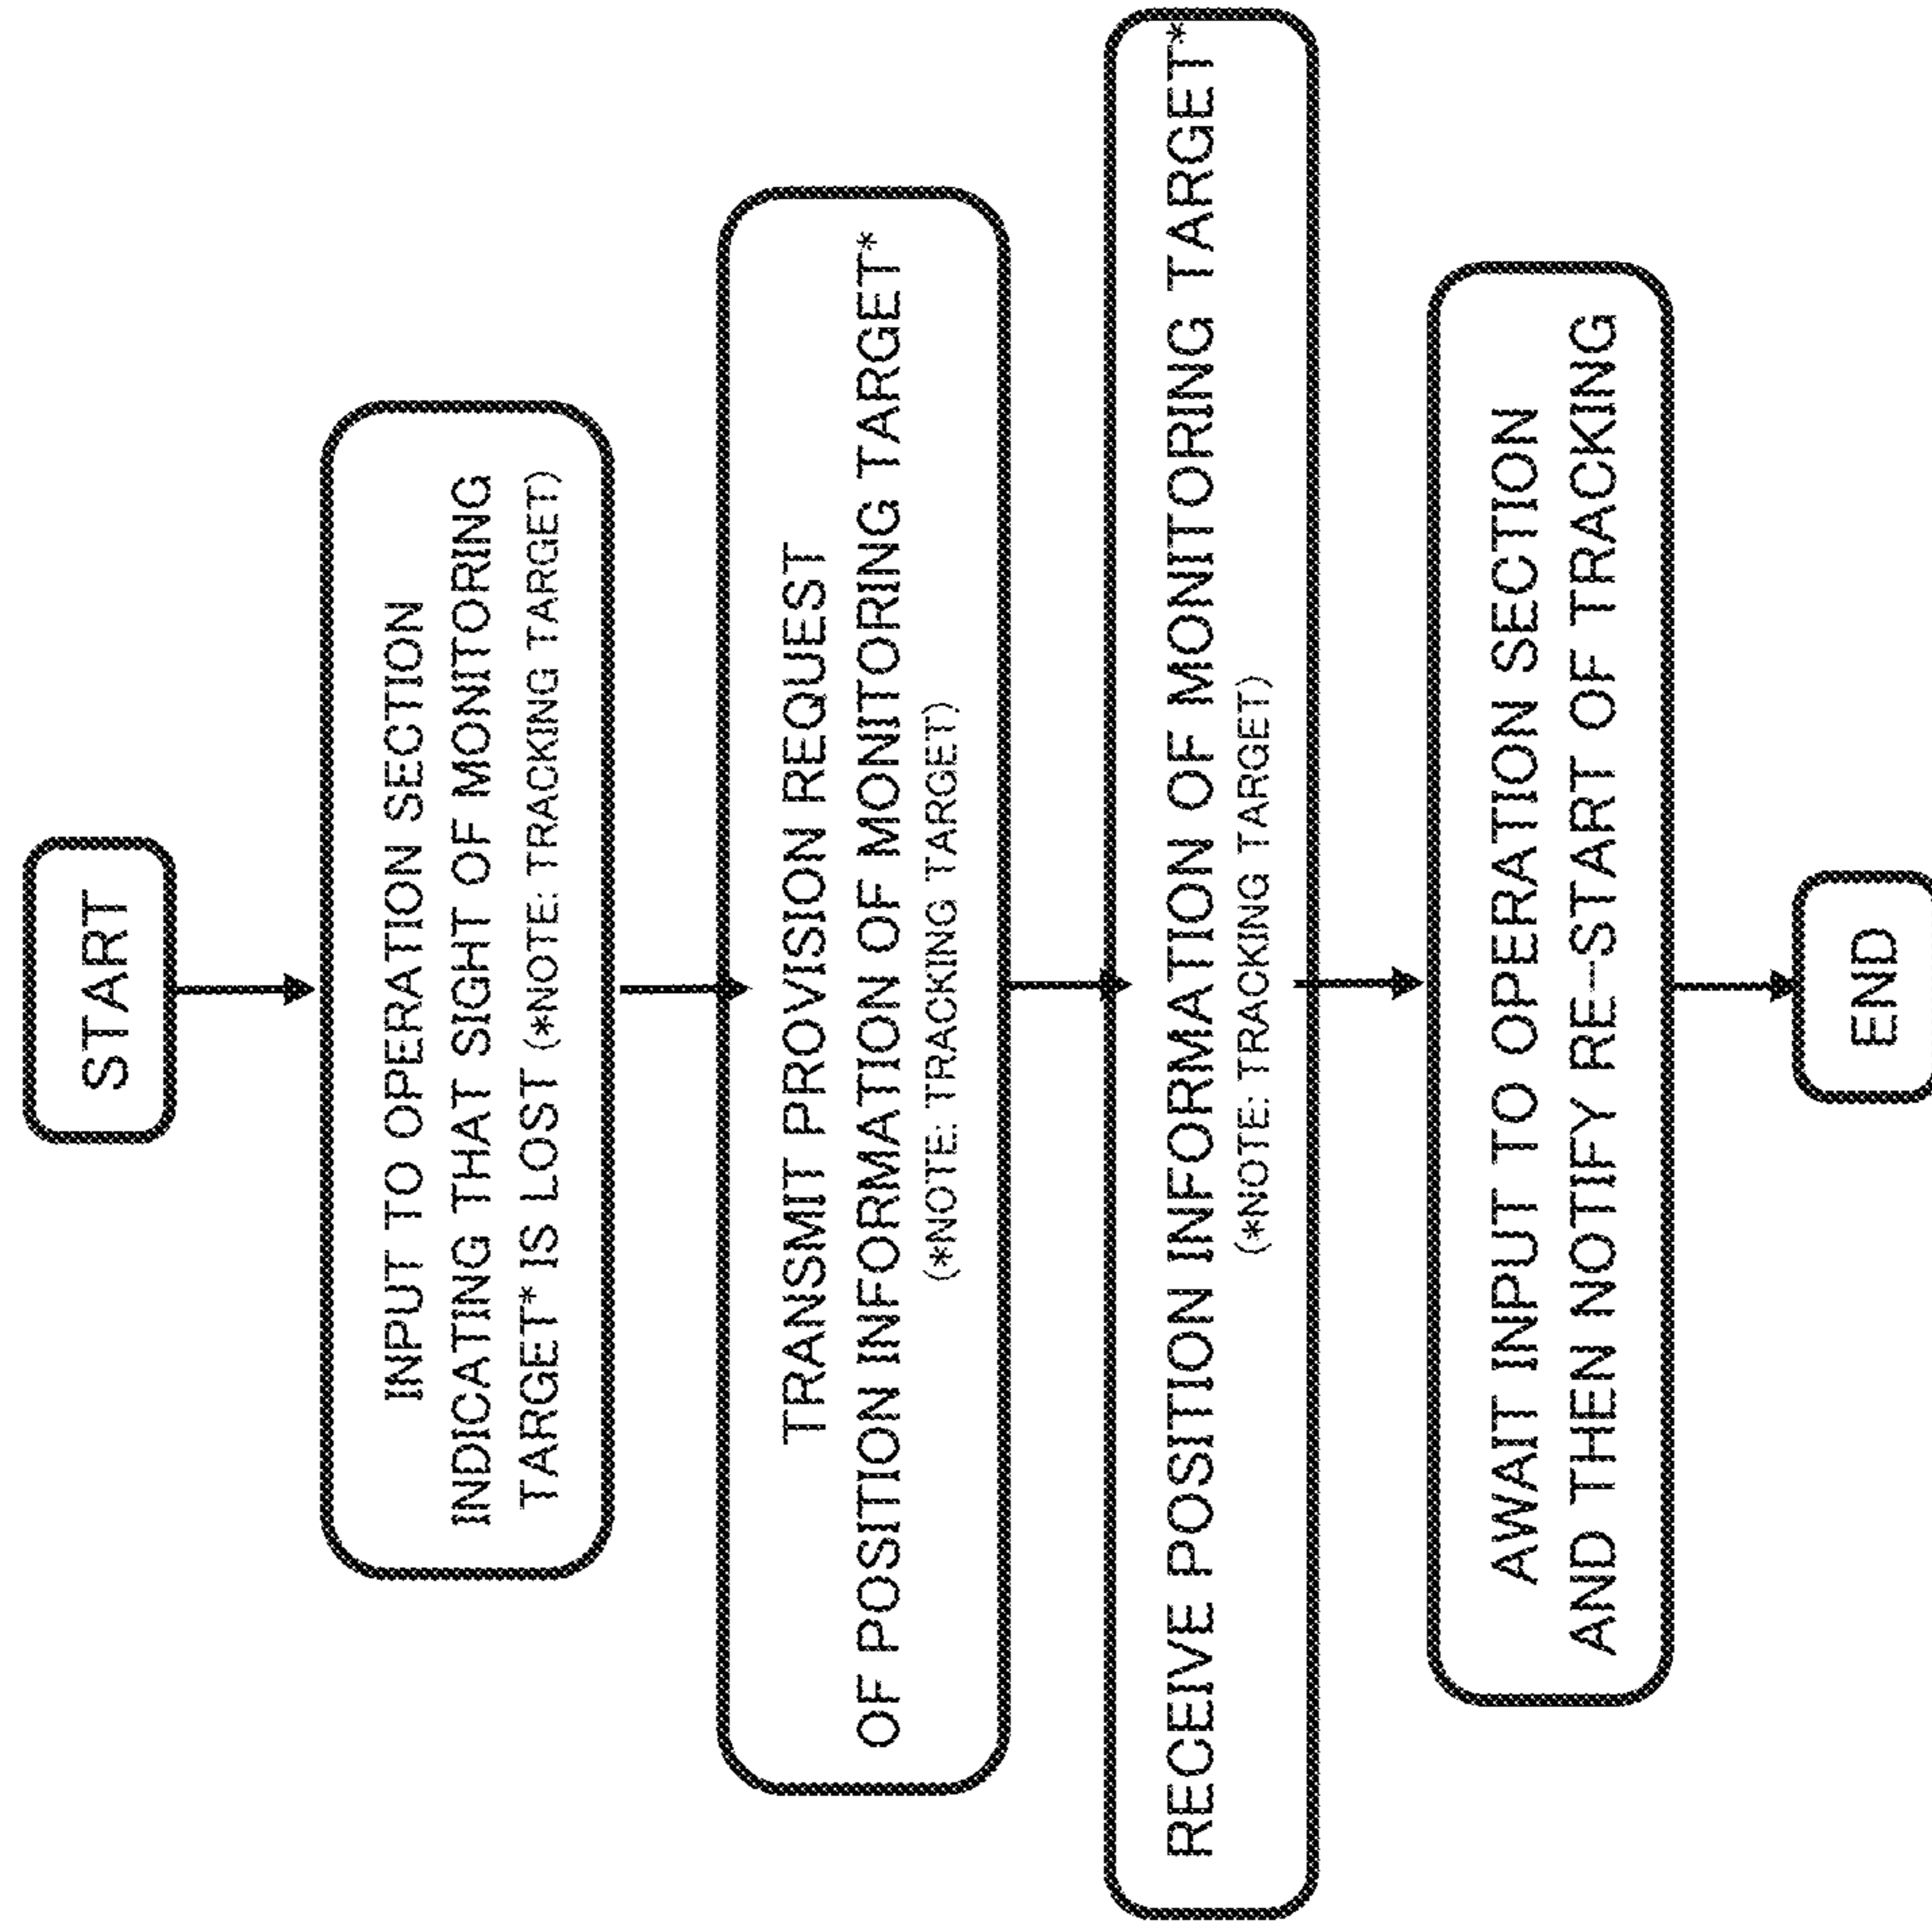 START
INPUT TO OPERATION SECTION
INDICATING THAT SIGHT OF MONITORING
TARGET* IS LOST (*NOTE: TRACKING TARGET)
TRANSMIT PROVISION REQUEST
OF POSITION INFORMATION OF MONITORING TARGET*
(*NOTE: TRACKING TARGET)
RECEIVE POSITION INFORMATION OF MONITORING TARGET*
(*NOTE: TRACKING TARGET)
AWAIT INPUT TO OPERATION SECTION
AND THEN NOTIFY RE-START OF TRACKING
END